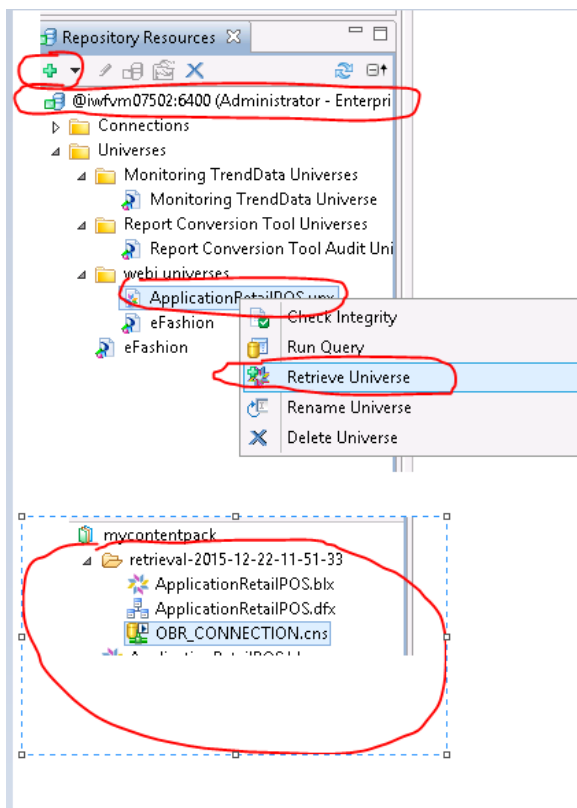 Repository Resources
@iwfvm07502:6400 (Administrator - Enterpri
Connections
Universes
Monitoring TrendData Universes
Monitoring TrendData Universe
Report Conversion Tool Universes
Report Conversion Tool Audit Uni
webi universes
ApplicationRetailPOS.unx
Check Integrity
eFashion
Run Query
eFashion
Retrieve Universe
Rename Universe
Delete Universe
mycontentpack
retrieval-2015-12-22-11-51-33
ApplicationRetailPOS.blx
ApplicationRetailPOS.dfx
OBR_CONNECTION.cns